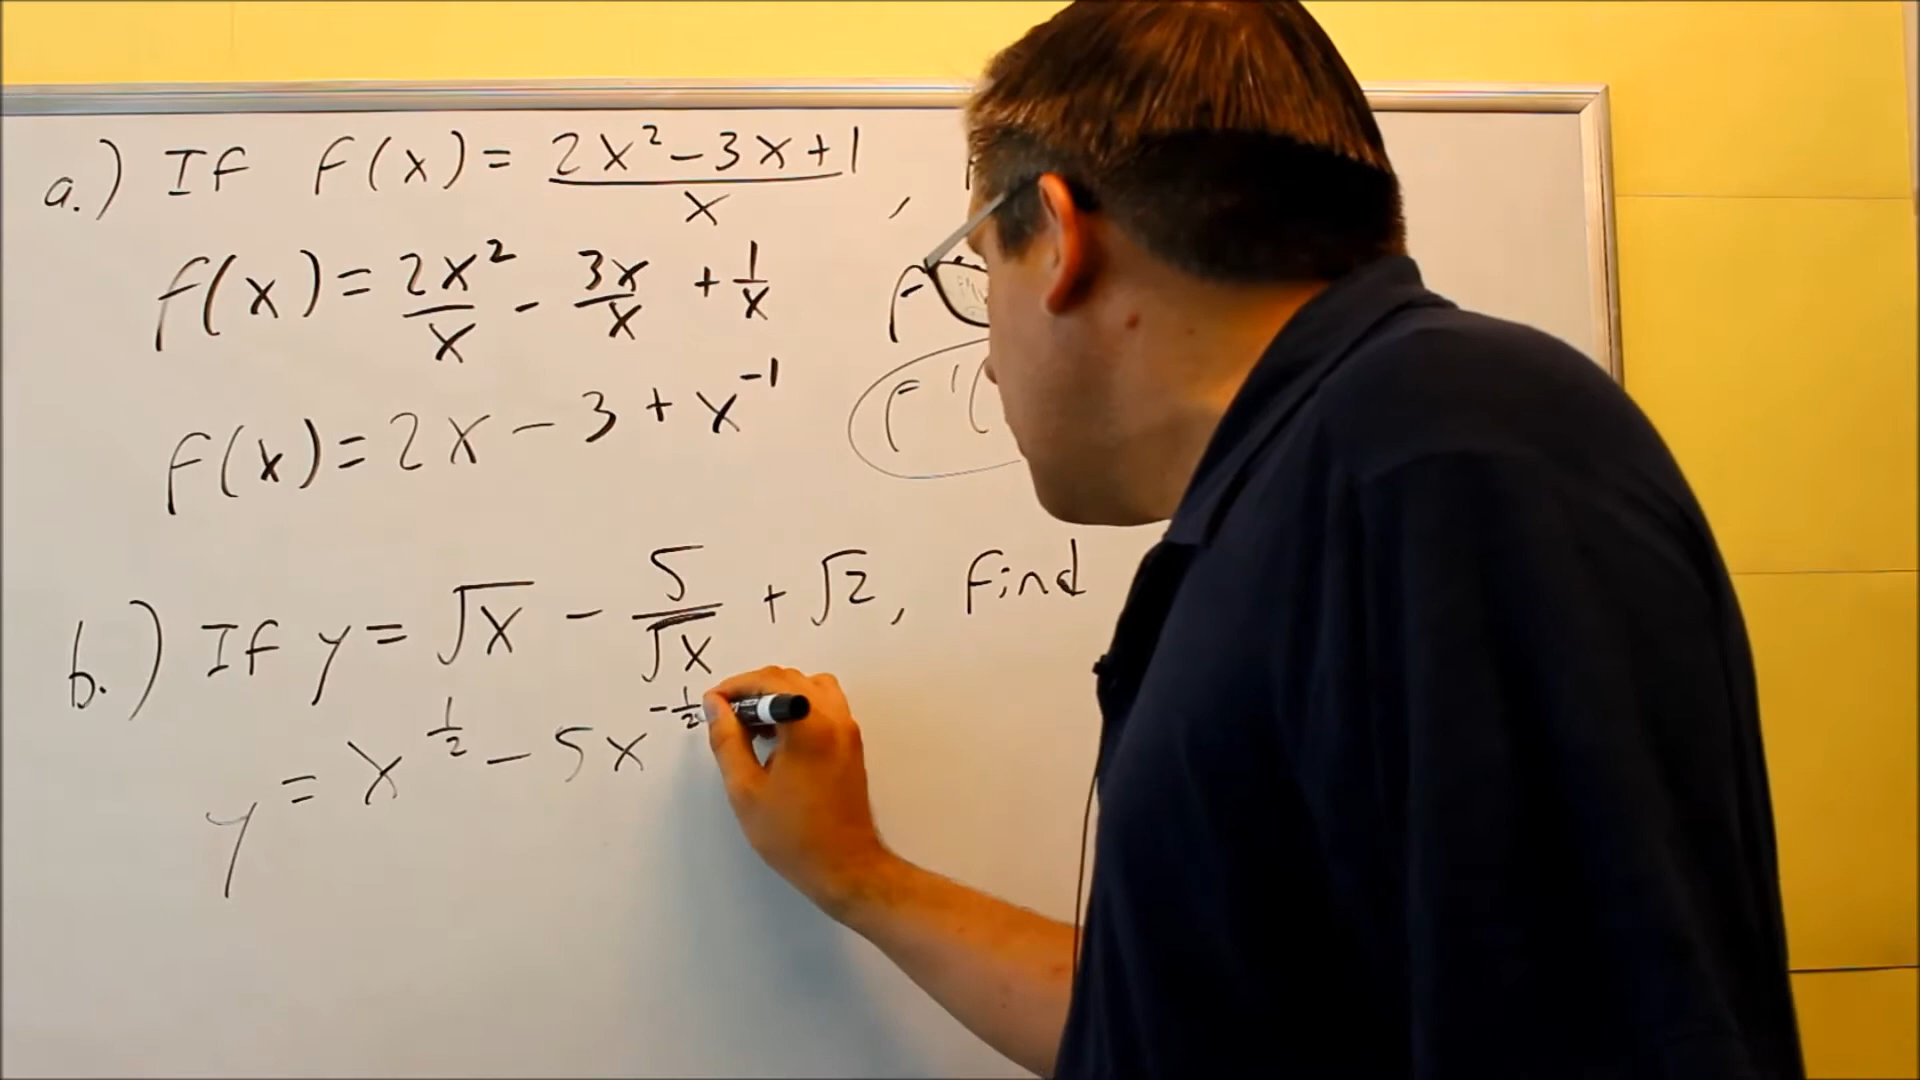 a.) If f(x) = (2x² - 3x + 1)/x ,
f(x) = 2x²/x - 3x/x + 1/x
f(x) = 2x - 3 + x⁻¹
f'(
b.) If y = √x - 5/√x + √2, find
y = x^(1/2) - 5x^(-1/2)